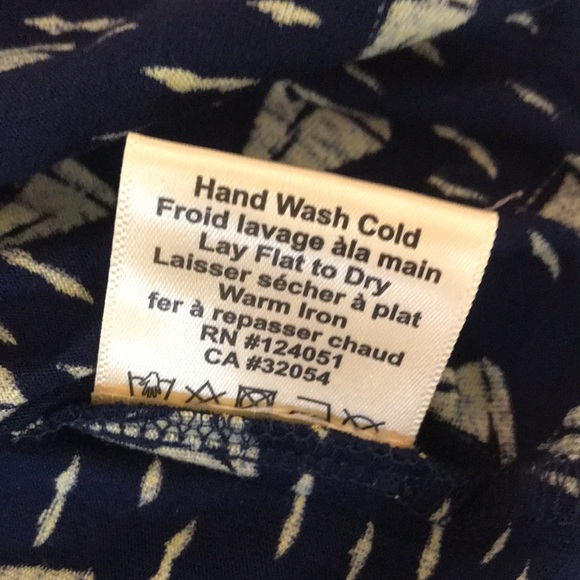 Hand Wash Cold
Froid lavage àla main
Lay Flat to Dry
Laisser sécher à plat
Warm Iron
fer à repasser chaud
RN #124051
CA #32054